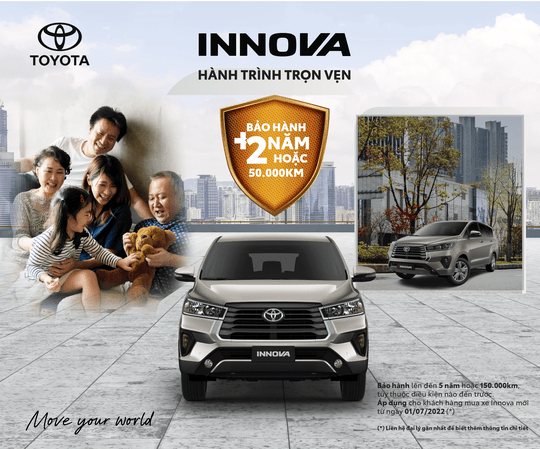 TOYOTA
INNOVA
HÀNH TRÌNH TRỌN VẸN
BẢO HÀNH
+2 NĂM
HOẶC
50.000KM
INNOVA
Bảo hành lên đến 5 năm hoặc 150.000km,
tùy thuộc điều kiện nào đến trước.
Áp dụng cho khách hàng mua xe Innova mới
từ ngày 01/07/2022 (*)
(*) Liên hệ đại lý gần nhất để biết thêm thông tin chi tiết
Move your world